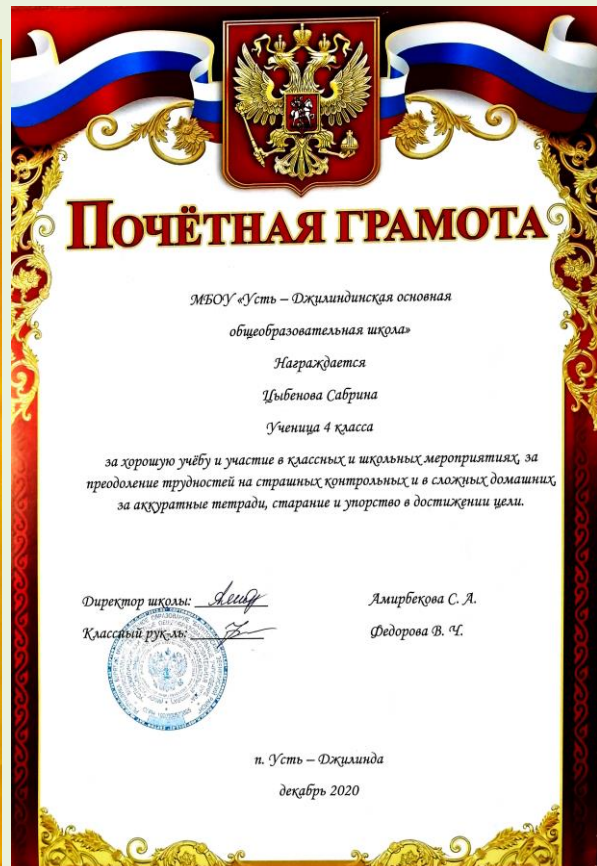 ПОЧЁТНАЯ ГРАМОТА
МБОУ «Усть – Джилиндинская основная
общеобразовательная школа»
Награждается
Цыбенова Сабрина
Ученица 4 класса
за хорошую учёбу и участие в классных и школьных мероприятиях, за
преодоление трудностей на страшных контрольных и в сложных домашних,
за аккуратные тетради, старание и упорство в достижении цели.
Директор школы: Амирбекова С. А.
Классный рук-ль: Федорова В. Ч.
п. Усть – Джилинда
декабрь 2020